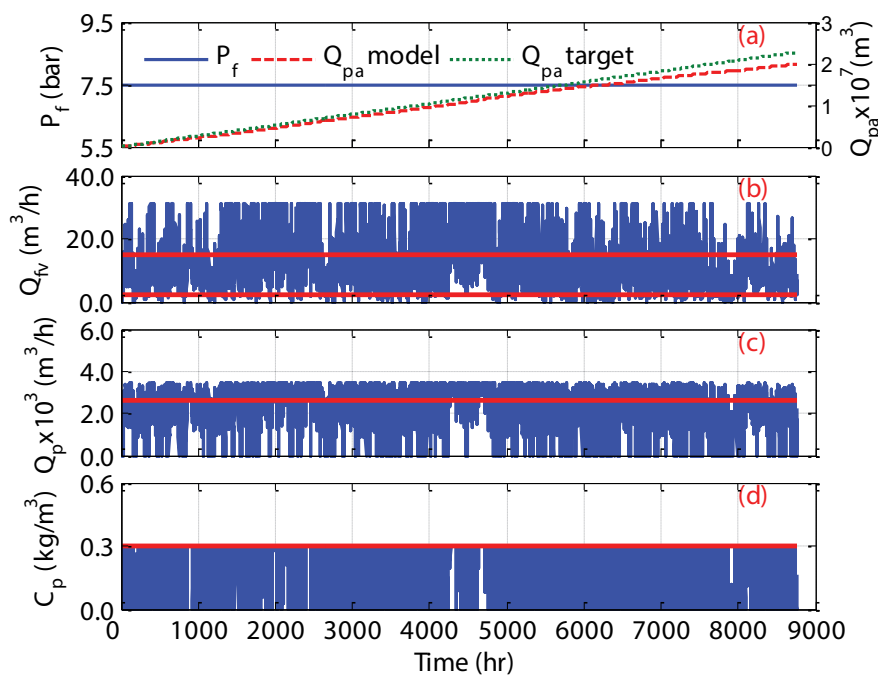 9.5
7.5
5.5
P_f (bar)
(a)
P_f
Q_pa model
Q_pa target
3
2
1
0
Q_pa x10^7 (m^3)
40.0
20.0
0.0
Q_fv (m^3/h)
(b)
6.0
4.0
2.0
0.0
Q_p x10^3 (m^3/h)
(c)
0.6
0.3
0.0
C_p (kg/m^3)
(d)
0 1000 2000 3000 4000 5000 6000 7000 8000 9000
Time (hr)